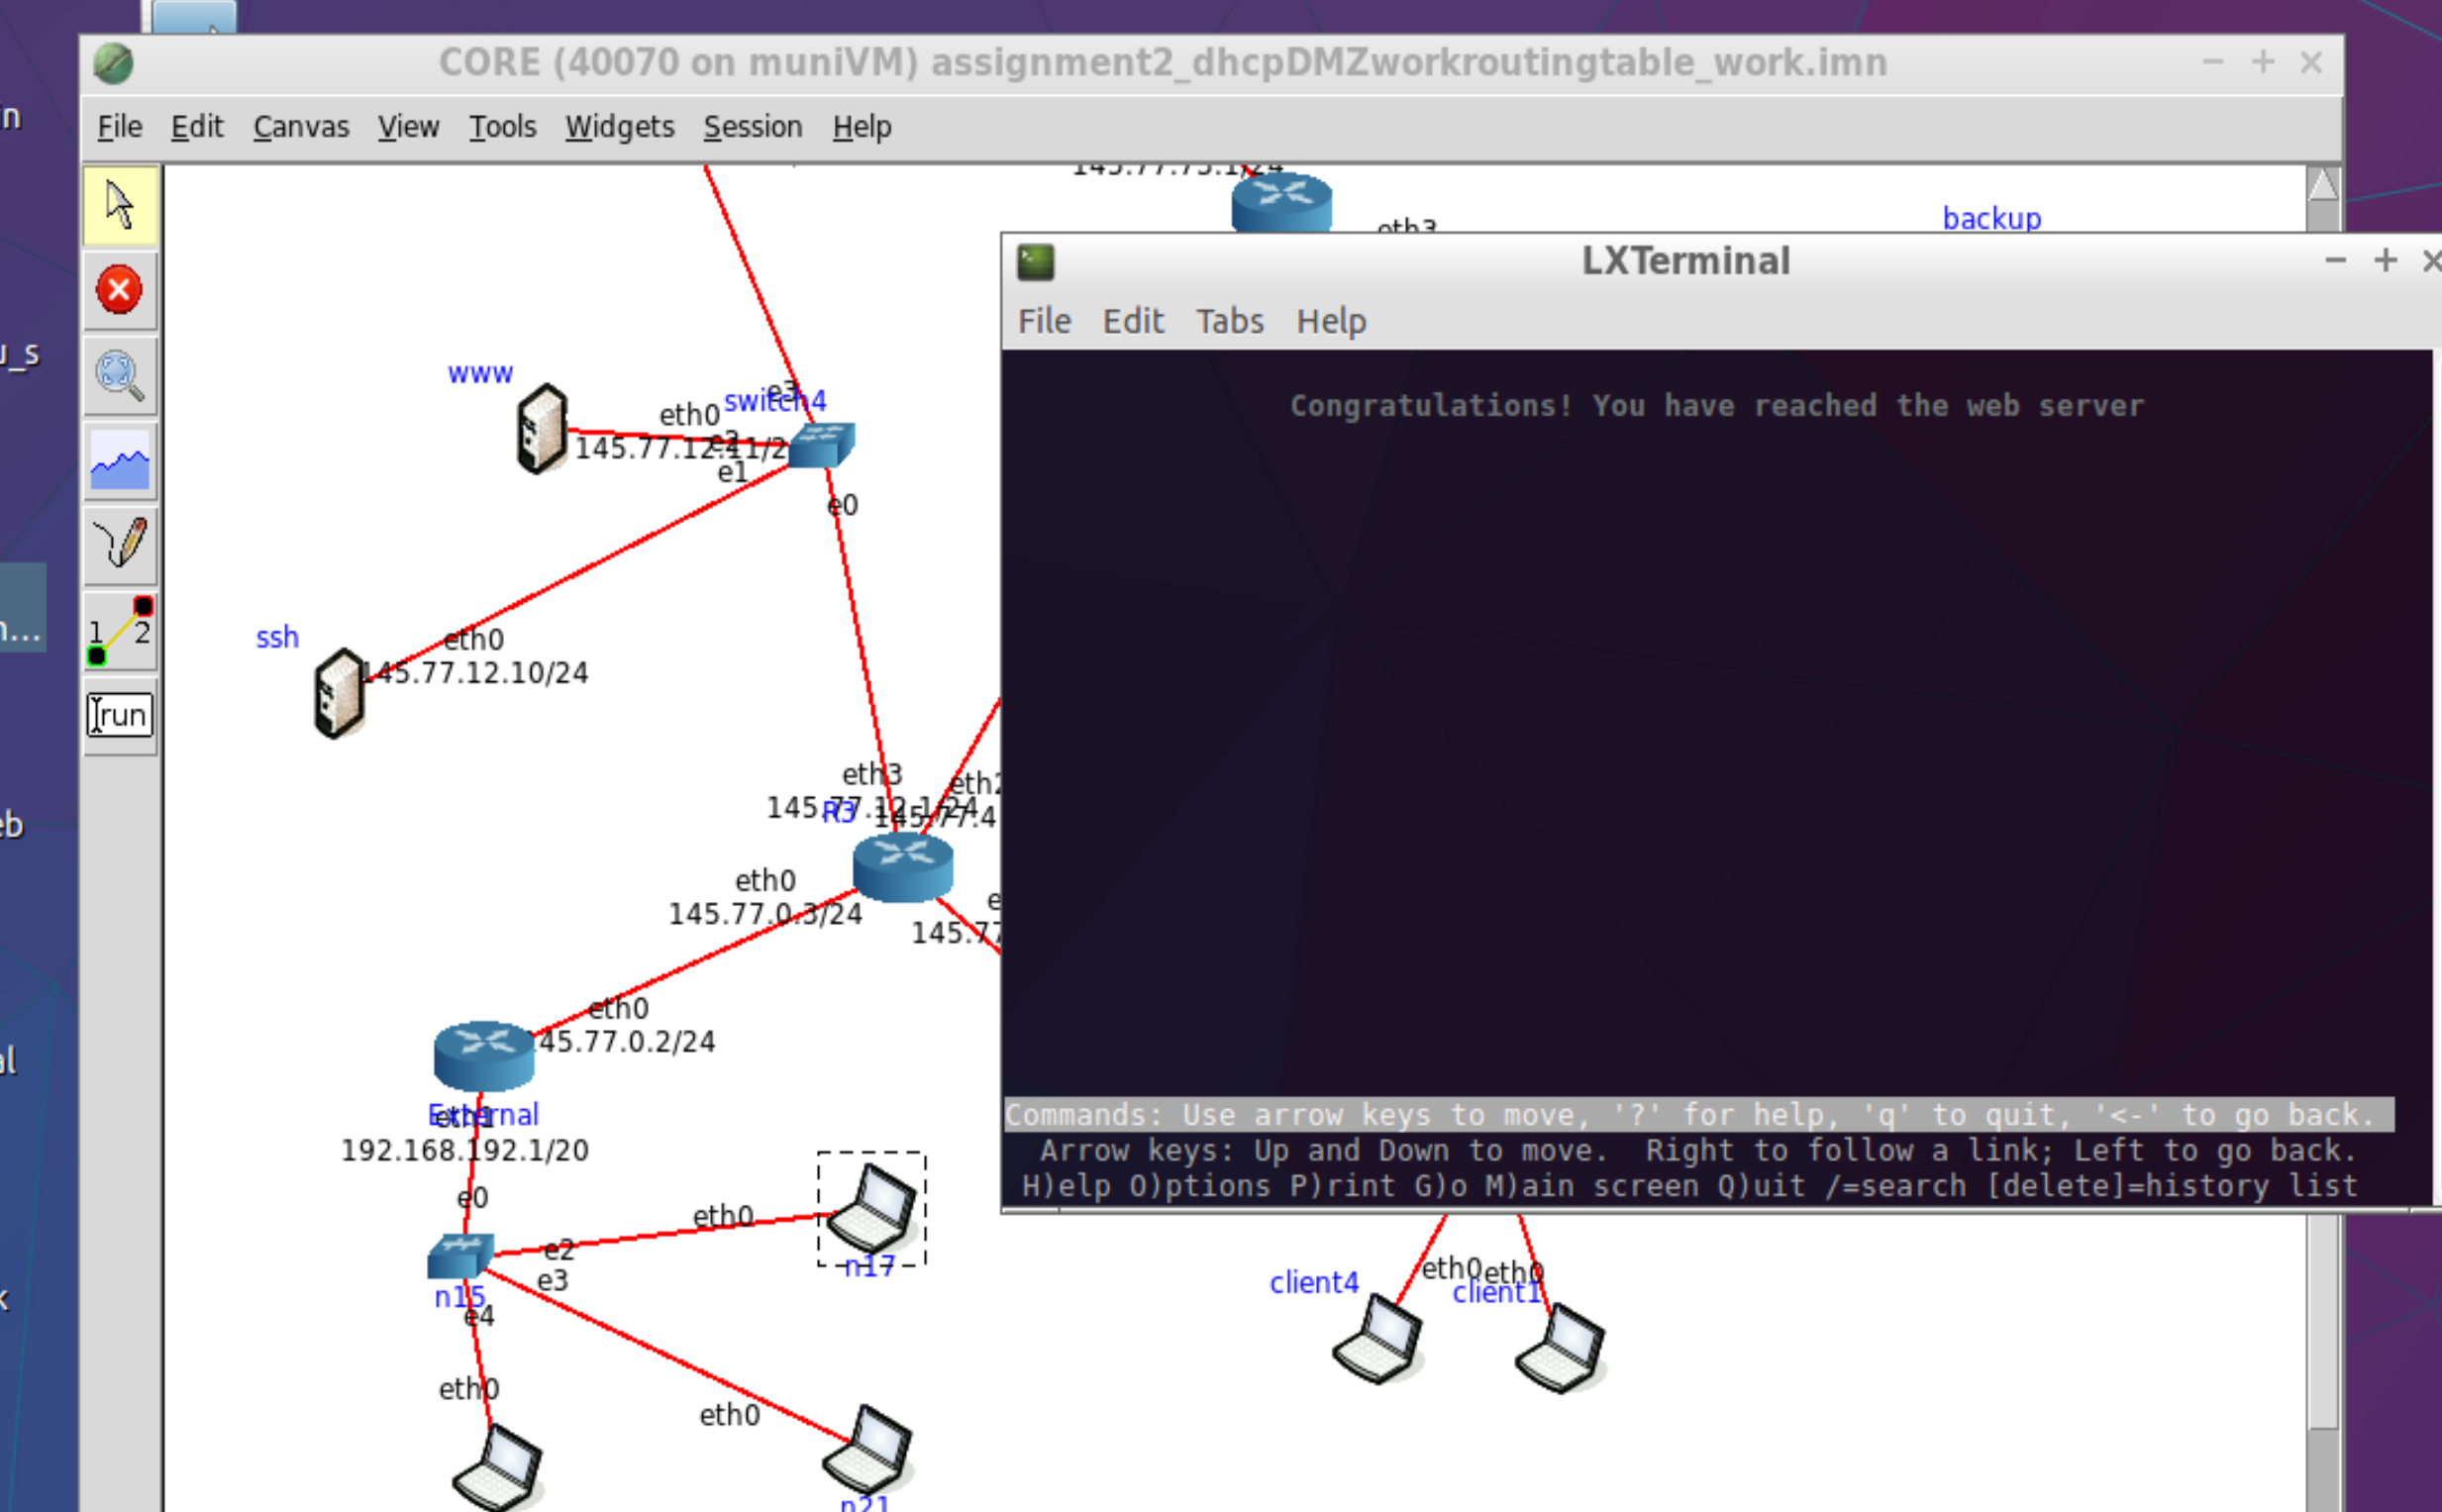 CORE (40070 on muniVM) assignment2_dhcpDMZworkroutingtable_work.imn
File Edit Canvas View Tools Widgets Session Help
eth3
backup
LXTerminal
File Edit Tabs Help
Congratulations! You have reached the web server
www
e3
switch4
eth0
e2
145.77.12.11/2
e1
e0
ssh
eth0
145.77.12.10/24
1 2
run
eth3
eth2
145.77.12.1/24
R3
145.77.4
eth0
145.77.0.3/24
145.77
eth0
145.77.0.2/24
External
eth1
192.168.192.1/20
e0
eth0
e2
e3
n17
n15
e4
eth0
eth0
n21
Commands: Use arrow keys to move, '?' for help, 'q' to quit, '<-' to go back.
Arrow keys: Up and Down to move. Right to follow a link; Left to go back.
H)elp O)ptions P)rint G)o M)ain screen Q)uit /=search [delete]=history list
eth0
eth0
client4
client1